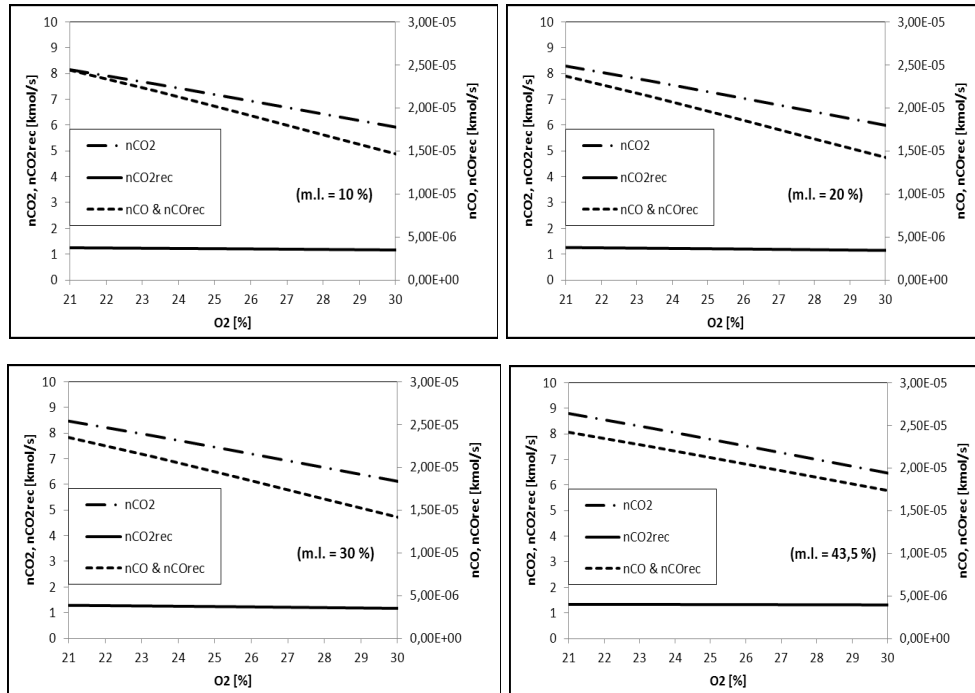 nCO2, nCO2rec [kmol/s]
10
9
8
7
6
5
4
3
2
1
0
3,00E-05
2,50E-05
2,00E-05
1,50E-05
1,00E-05
5,00E-06
0,00E+00
nCO, nCOrec [kmol/s]
nCO2
nCO2rec
nCO & nCOrec
(m.l. = 10 %)
21 22 23 24 25 26 27 28 29 30
O2 [%]
nCO2, nCO2rec [kmol/s]
10
9
8
7
6
5
4
3
2
1
0
3,00E-05
2,50E-05
2,00E-05
1,50E-05
1,00E-05
5,00E-06
0,00E+00
nCO, nCOrec [kmol/s]
nCO2
nCO2rec
nCO & nCOrec
(m.l. = 20 %)
21 22 23 24 25 26 27 28 29 30
O2 [%]
nCO2, nCO2rec [kmol/s]
10
9
8
7
6
5
4
3
2
1
0
3,00E-05
2,50E-05
2,00E-05
1,50E-05
1,00E-05
5,00E-06
0,00E+00
nCO, nCOrec [kmol/s]
nCO2
nCO2rec
nCO & nCOrec
(m.l. = 30 %)
21 22 23 24 25 26 27 28 29 30
O2 [%]
nCO2, nCO2rec [kmol/s]
10
9
8
7
6
5
4
3
2
1
0
3,00E-05
2,50E-05
2,00E-05
1,50E-05
1,00E-05
5,00E-06
0,00E+00
nCO, nCOrec [kmol/s]
nCO2
nCO2rec
nCO & nCOrec
(m.l. = 43,5 %)
21 22 23 24 25 26 27 28 29 30
O2 [%]